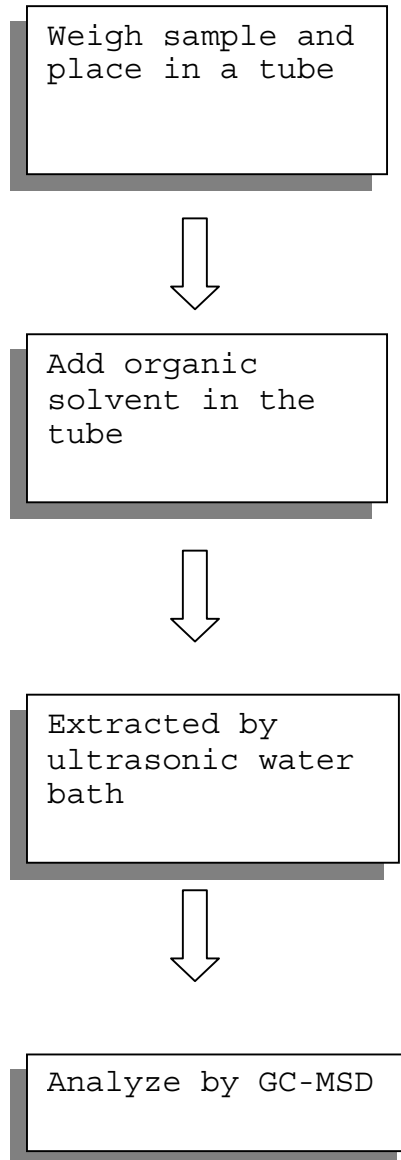 Weigh sample and
place in a tube
Add organic
solvent in the
tube
Extracted by
ultrasonic water
bath
Analyze by GC-MSD